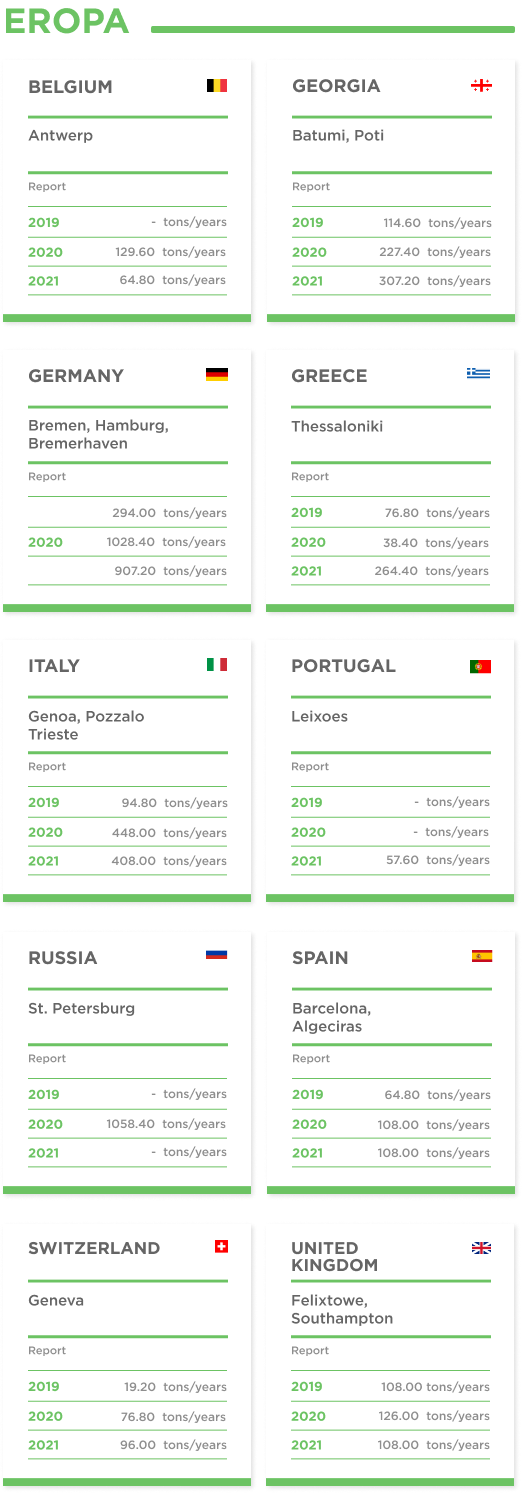 EROPA
BELGIUM
Antwerp
Report
2019 - tons/years
2020 129.60 tons/years
2021 64.80 tons/years
GEORGIA
Batumi, Poti
Report
2019 114.60 tons/years
2020 227.40 tons/years
2021 307.20 tons/years
GERMANY
Bremen, Hamburg,
Bremerhaven
Report
294.00 tons/years
2020 1028.40 tons/years
907.20 tons/years
GREECE
Thessaloniki
Report
2019 76.80 tons/years
2020 38.40 tons/years
2021 264.40 tons/years
ITALY
Genoa, Pozzalo
Trieste
Report
2019 94.80 tons/years
2020 448.00 tons/years
2021 408.00 tons/years
PORTUGAL
Leixoes
Report
2019 - tons/years
2020 - tons/years
2021 57.60 tons/years
RUSSIA
St. Petersburg
Report
2019 - tons/years
2020 1058.40 tons/years
2021 - tons/years
SPAIN
Barcelona,
Algeciras
Report
2019 64.80 tons/years
2020 108.00 tons/years
2021 108.00 tons/years
SWITZERLAND
Geneva
Report
2019 19.20 tons/years
2020 76.80 tons/years
2021 96.00 tons/years
UNITED
KINGDOM
Felixtowe,
Southampton
Report
2019 108.00 tons/years
2020 126.00 tons/years
2021 108.00 tons/years